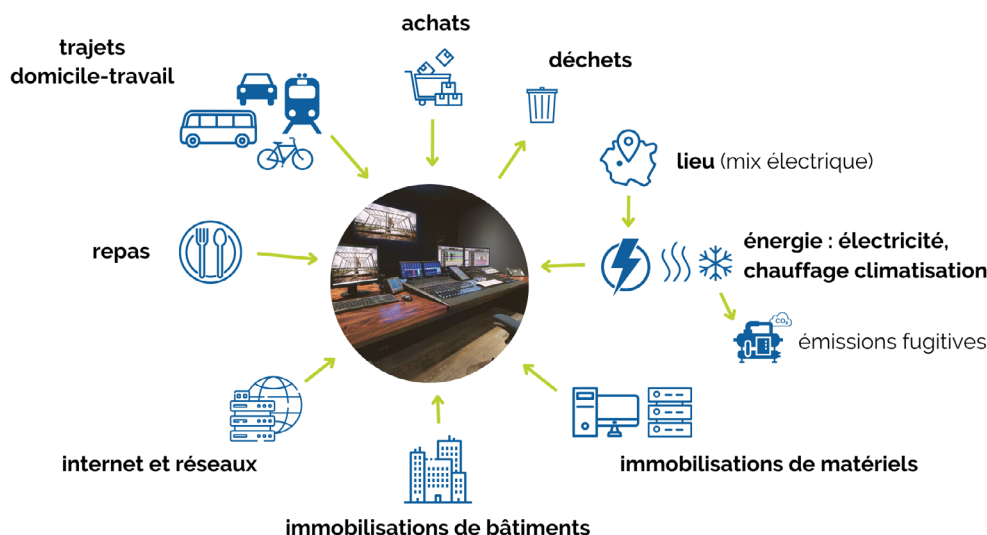 achats
trajets
domicile-travail
déchets
lieu (mix électrique)
repas
énergie : électricité,
chauffage climatisation
CO₂
émissions fugitives
internet et réseaux
immobilisations de matériels
immobilisations de bâtiments